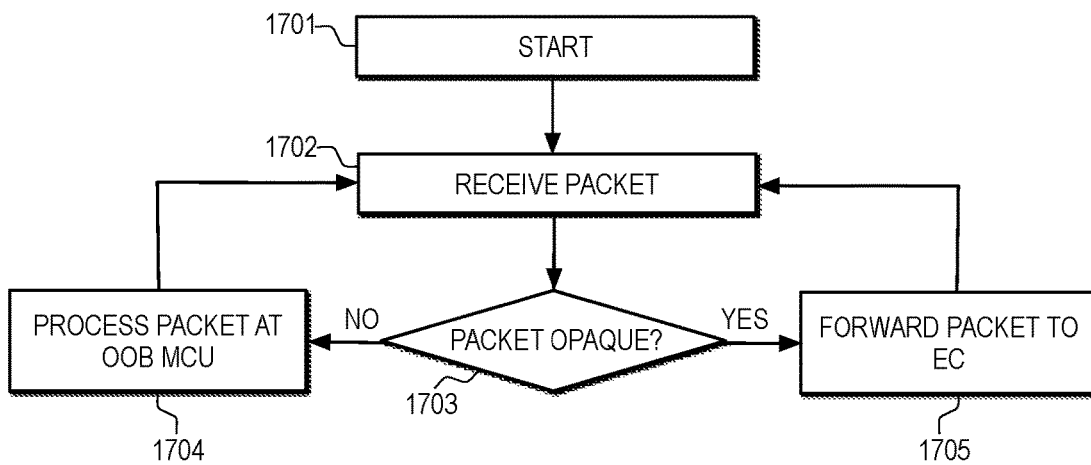 1701
START
1702
RECEIVE PACKET
PROCESS PACKET AT
OOB MCU
NO
PACKET OPAQUE?
YES
FORWARD PACKET TO
EC
1703
1704
1705